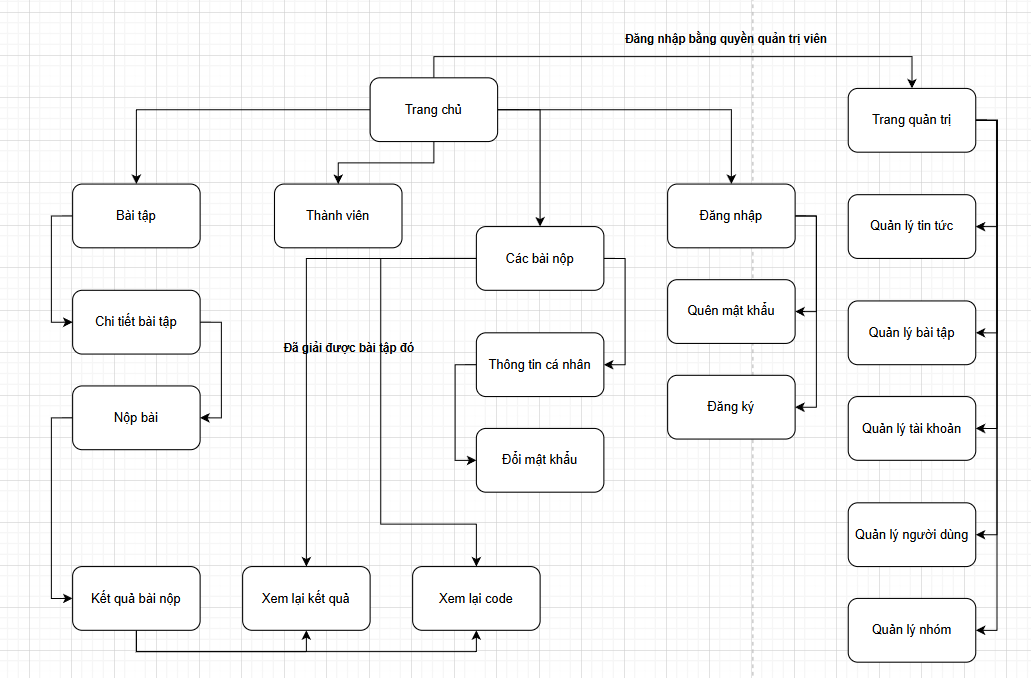 Đăng nhập bằng quyền quản trị viên
Trang chủ
Trang quản trị
Bài tập
Thành viên
Các bài nộp
Đăng nhập
Quản lý tin tức
Chi tiết bài tập
Đã giải được bài tập đó
Thông tin cá nhân
Quên mật khẩu
Quản lý bài tập
Nộp bài
Đổi mật khẩu
Đăng ký
Quản lý tài khoản
Quản lý người dùng
Kết quả bài nộp
Xem lại kết quả
Xem lại code
Quản lý nhóm